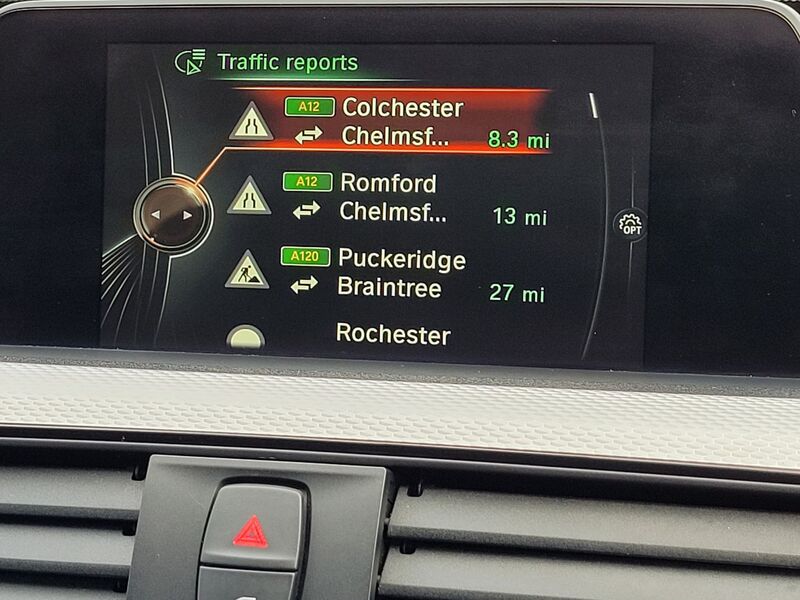 Traffic reports
A12 Colchester
Chelmsf... 8.3 mi
A12 Romford
Chelmsf... 13 mi
A120 Puckeridge
Braintree 27 mi
Rochester
OPT